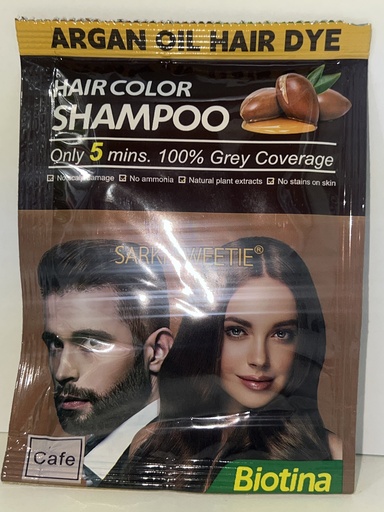 ARGAN OIL HAIR DYE
HAIR COLOR
SHAMPOO
Only 5 mins. 100% Grey Coverage
No scalp damage No ammonia Natural plant extracts No stains on skin
®
Cafe
Biotina